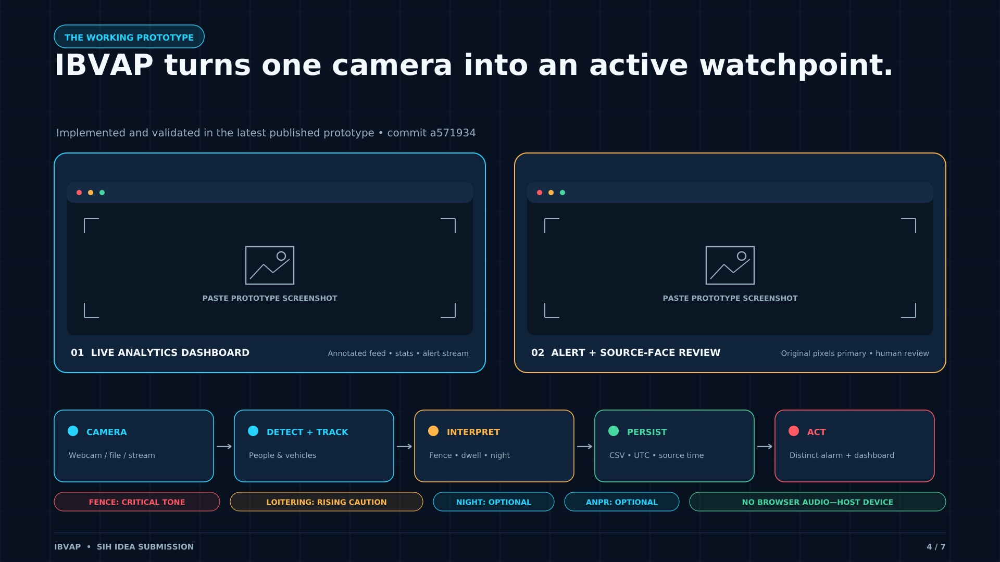 THE WORKING PROTOTYPE
IBVAP turns one camera into an active watchpoint.
Implemented and validated in the latest published prototype • commit a571934
PASTE PROTOTYPE SCREENSHOT
01 LIVE ANALYTICS DASHBOARD
Annotated feed • stats • alert stream
PASTE PROTOTYPE SCREENSHOT
02 ALERT + SOURCE-FACE REVIEW
Original pixels primary • human review
CAMERA
Webcam / file / stream
DETECT + TRACK
People & vehicles
INTERPRET
Fence • dwell • night
PERSIST
CSV • UTC • source time
ACT
Distinct alarm + dashboard
FENCE: CRITICAL TONE
LOITERING: RISING CAUTION
NIGHT: OPTIONAL
ANPR: OPTIONAL
NO BROWSER AUDIO—HOST DEVICE
IBVAP • SIH IDEA SUBMISSION
4 / 7